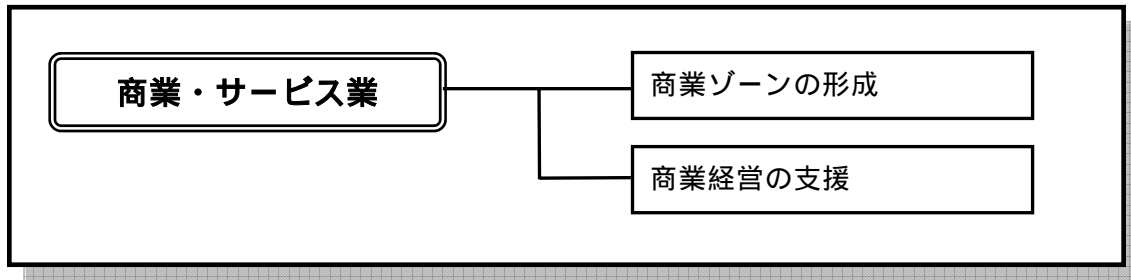 商業・サービス業
商業ゾーンの形成
商業経営の支援